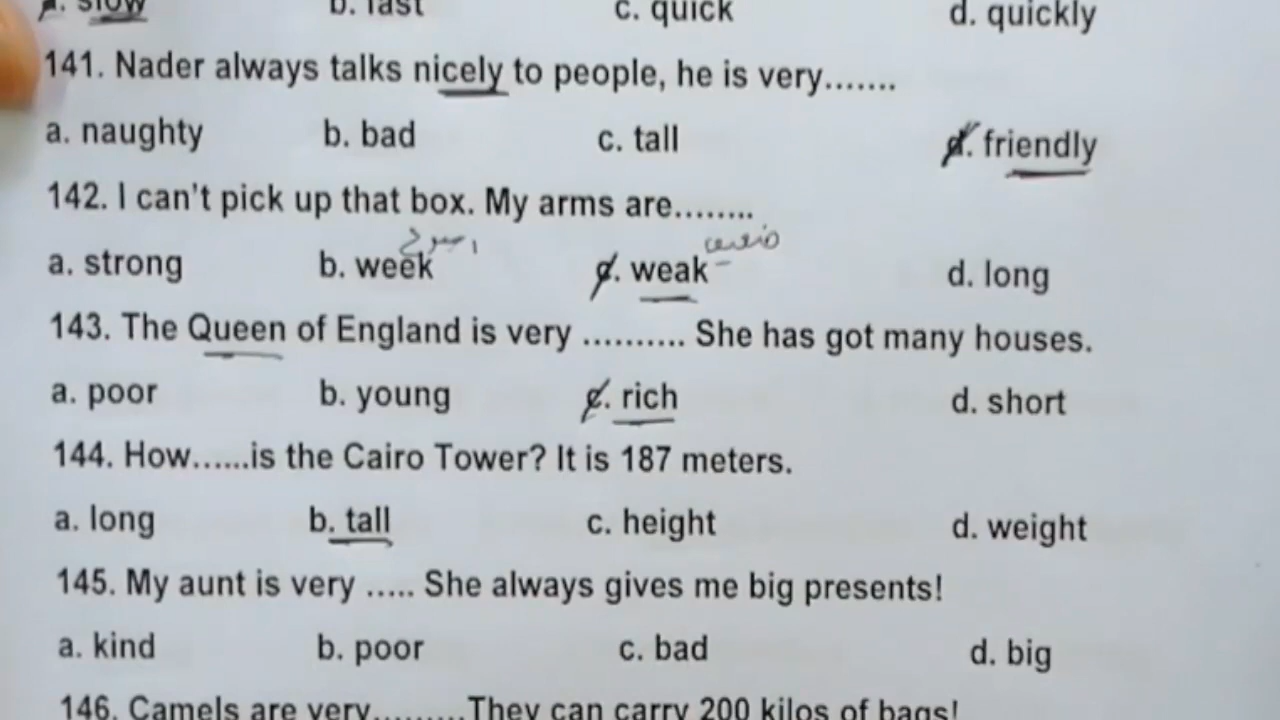 a. slow b. fast c. quick d. quickly
141. Nader always talks nicely to people, he is very.......
a. naughty b. bad c. tall d. friendly
142. I can't pick up that box. My arms are........
اسبوع ضعيف
a. strong b. week c. weak d. long
143. The Queen of England is very .......... She has got many houses.
a. poor b. young c. rich d. short
144. How......is the Cairo Tower? It is 187 meters.
a. long b. tall c. height d. weight
145. My aunt is very ..... She always gives me big presents!
a. kind b. poor c. bad d. big
146. Camels are very.........They can carry 200 kilos of bags!